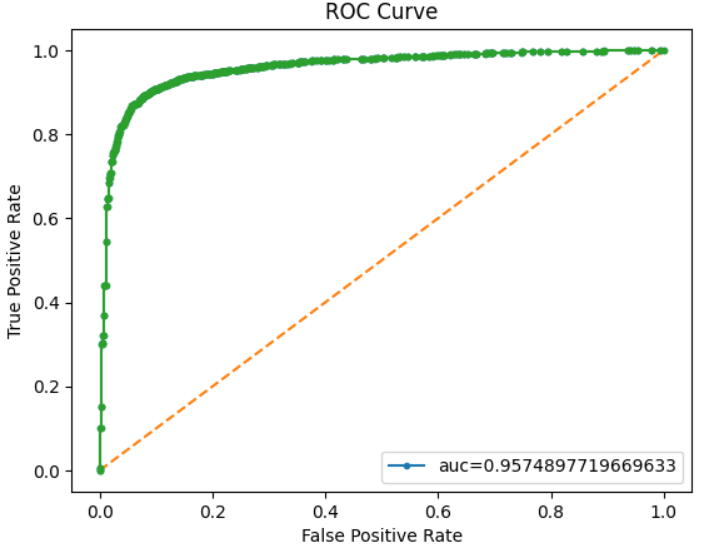 ROC Curve
1.0
0.8
0.6
0.4
0.2
0.0
True Positive Rate
auc=0.9574897719669633
0.0 0.2 0.4 0.6 0.8 1.0
False Positive Rate